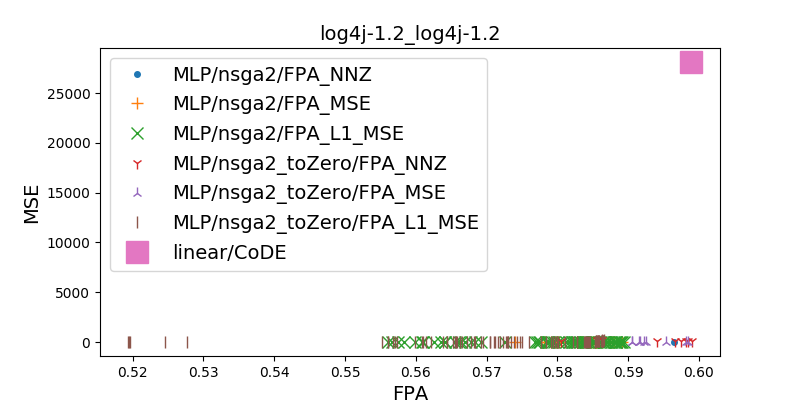 log4j-1.2_log4j-1.2
MSE
25000
20000
15000
10000
5000
0
MLP/nsga2/FPA_NNZ
MLP/nsga2/FPA_MSE
MLP/nsga2/FPA_L1_MSE
MLP/nsga2_toZero/FPA_NNZ
MLP/nsga2_toZero/FPA_MSE
MLP/nsga2_toZero/FPA_L1_MSE
linear/CoDE
0.52 0.53 0.54 0.55 0.56 0.57 0.58 0.59 0.60
FPA